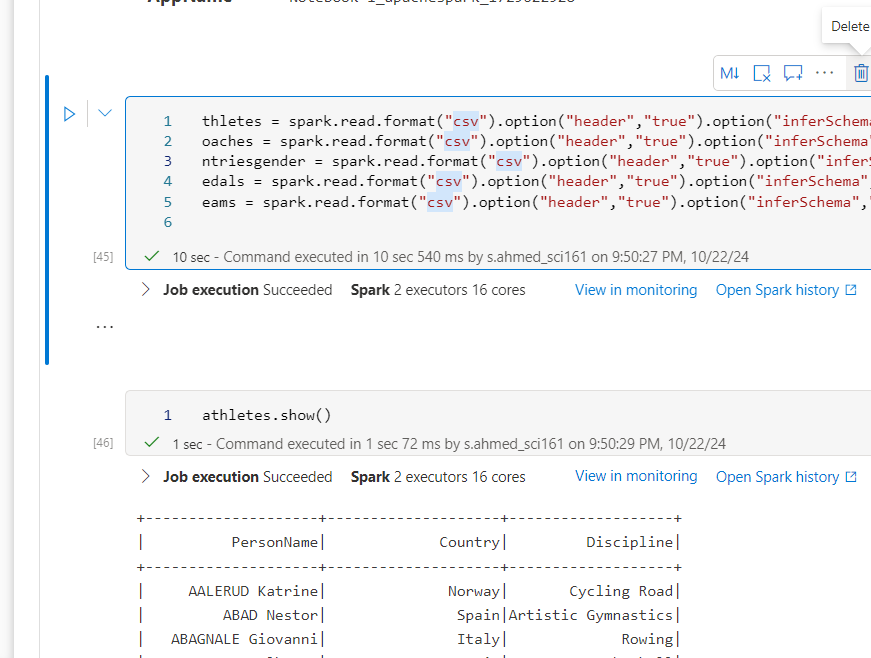 Delete
M↓ ···
1 thletes = spark.read.format("csv").option("header","true").option("inferSchema
2 oaches = spark.read.format("csv").option("header","true").option("inferSchema"
3 ntriesgender = spark.read.format("csv").option("header","true").option("inferS
4 edals = spark.read.format("csv").option("header","true").option("inferSchema",
5 eams = spark.read.format("csv").option("header","true").option("inferSchema","
6
[45] 10 sec - Command executed in 10 sec 540 ms by s.ahmed_sci161 on 9:50:27 PM, 10/22/24
Job execution Succeeded Spark 2 executors 16 cores View in monitoring Open Spark history
...
1 athletes.show()
[46] 1 sec - Command executed in 1 sec 72 ms by s.ahmed_sci161 on 9:50:29 PM, 10/22/24
Job execution Succeeded Spark 2 executors 16 cores View in monitoring Open Spark history
+--------------------+--------------------+-------------------+
| PersonName| Country| Discipline|
+--------------------+--------------------+-------------------+
| AALERUD Katrine| Norway| Cycling Road|
| ABAD Nestor| Spain|Artistic Gymnastics|
| ABAGNALE Giovanni| Italy| Rowing|